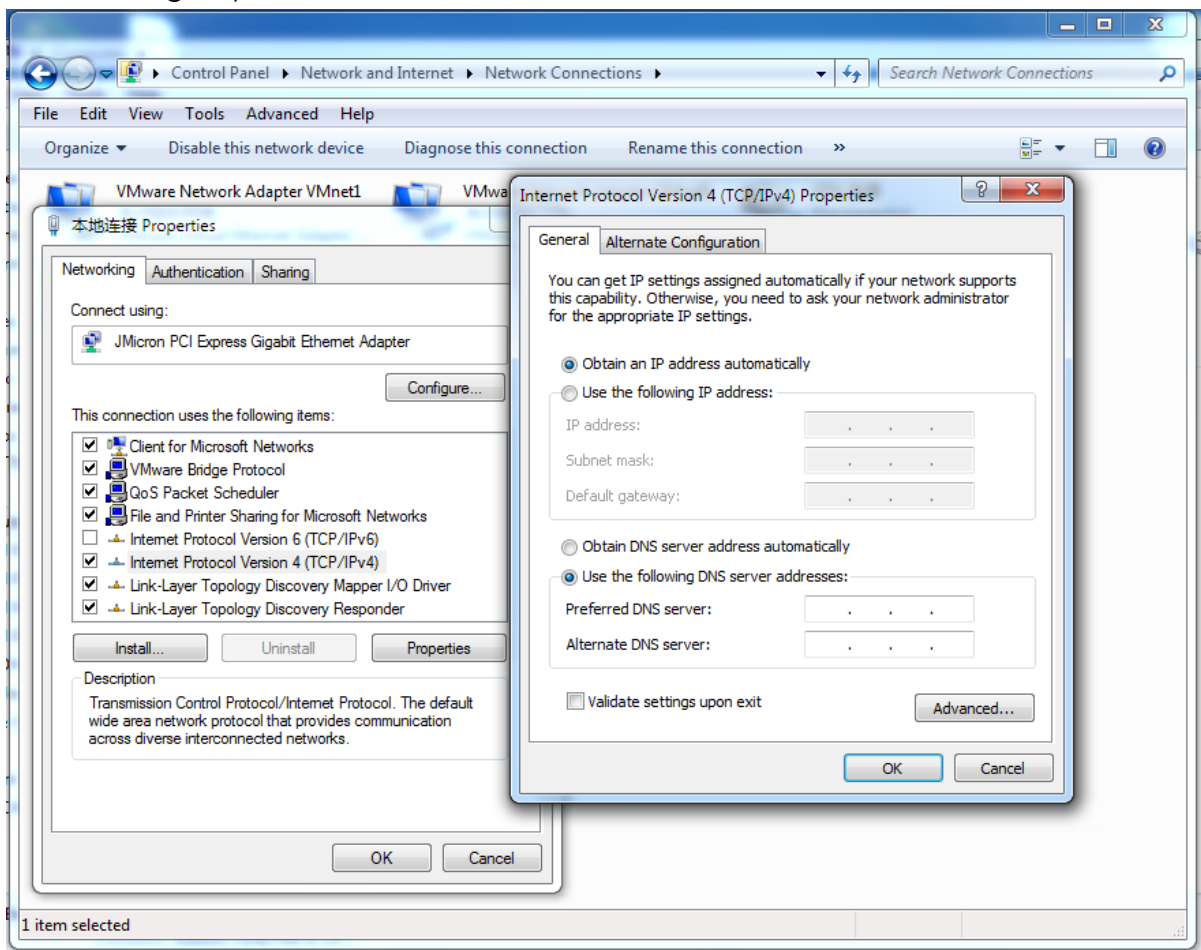 Control Panel Network and Internet Network Connections
Search Network Connections
File Edit View Tools Advanced Help
Organize Disable this network device Diagnose this connection Rename this connection »
VMware Network Adapter VMnet1
本地连接 Properties
Networking Authentication Sharing
Connect using:
JMicron PCI Express Gigabit Ethernet Adapter
Configure...
This connection uses the following items:
Client for Microsoft Networks
VMware Bridge Protocol
QoS Packet Scheduler
File and Printer Sharing for Microsoft Networks
Internet Protocol Version 6 (TCP/IPv6)
Internet Protocol Version 4 (TCP/IPv4)
Link-Layer Topology Discovery Mapper I/O Driver
Link-Layer Topology Discovery Responder
Install... Uninstall Properties
Description
Transmission Control Protocol/Internet Protocol. The default
wide area network protocol that provides communication
across diverse interconnected networks.
OK Cancel
Internet Protocol Version 4 (TCP/IPv4) Properties
General Alternate Configuration
You can get IP settings assigned automatically if your network supports
this capability. Otherwise, you need to ask your network administrator
for the appropriate IP settings.
Obtain an IP address automatically
Use the following IP address:
IP address: . . .
Subnet mask: . . .
Default gateway: . . .
Obtain DNS server address automatically
Use the following DNS server addresses:
Preferred DNS server: . . .
Alternate DNS server: . . .
Validate settings upon exit
Advanced...
OK Cancel
1 item selected